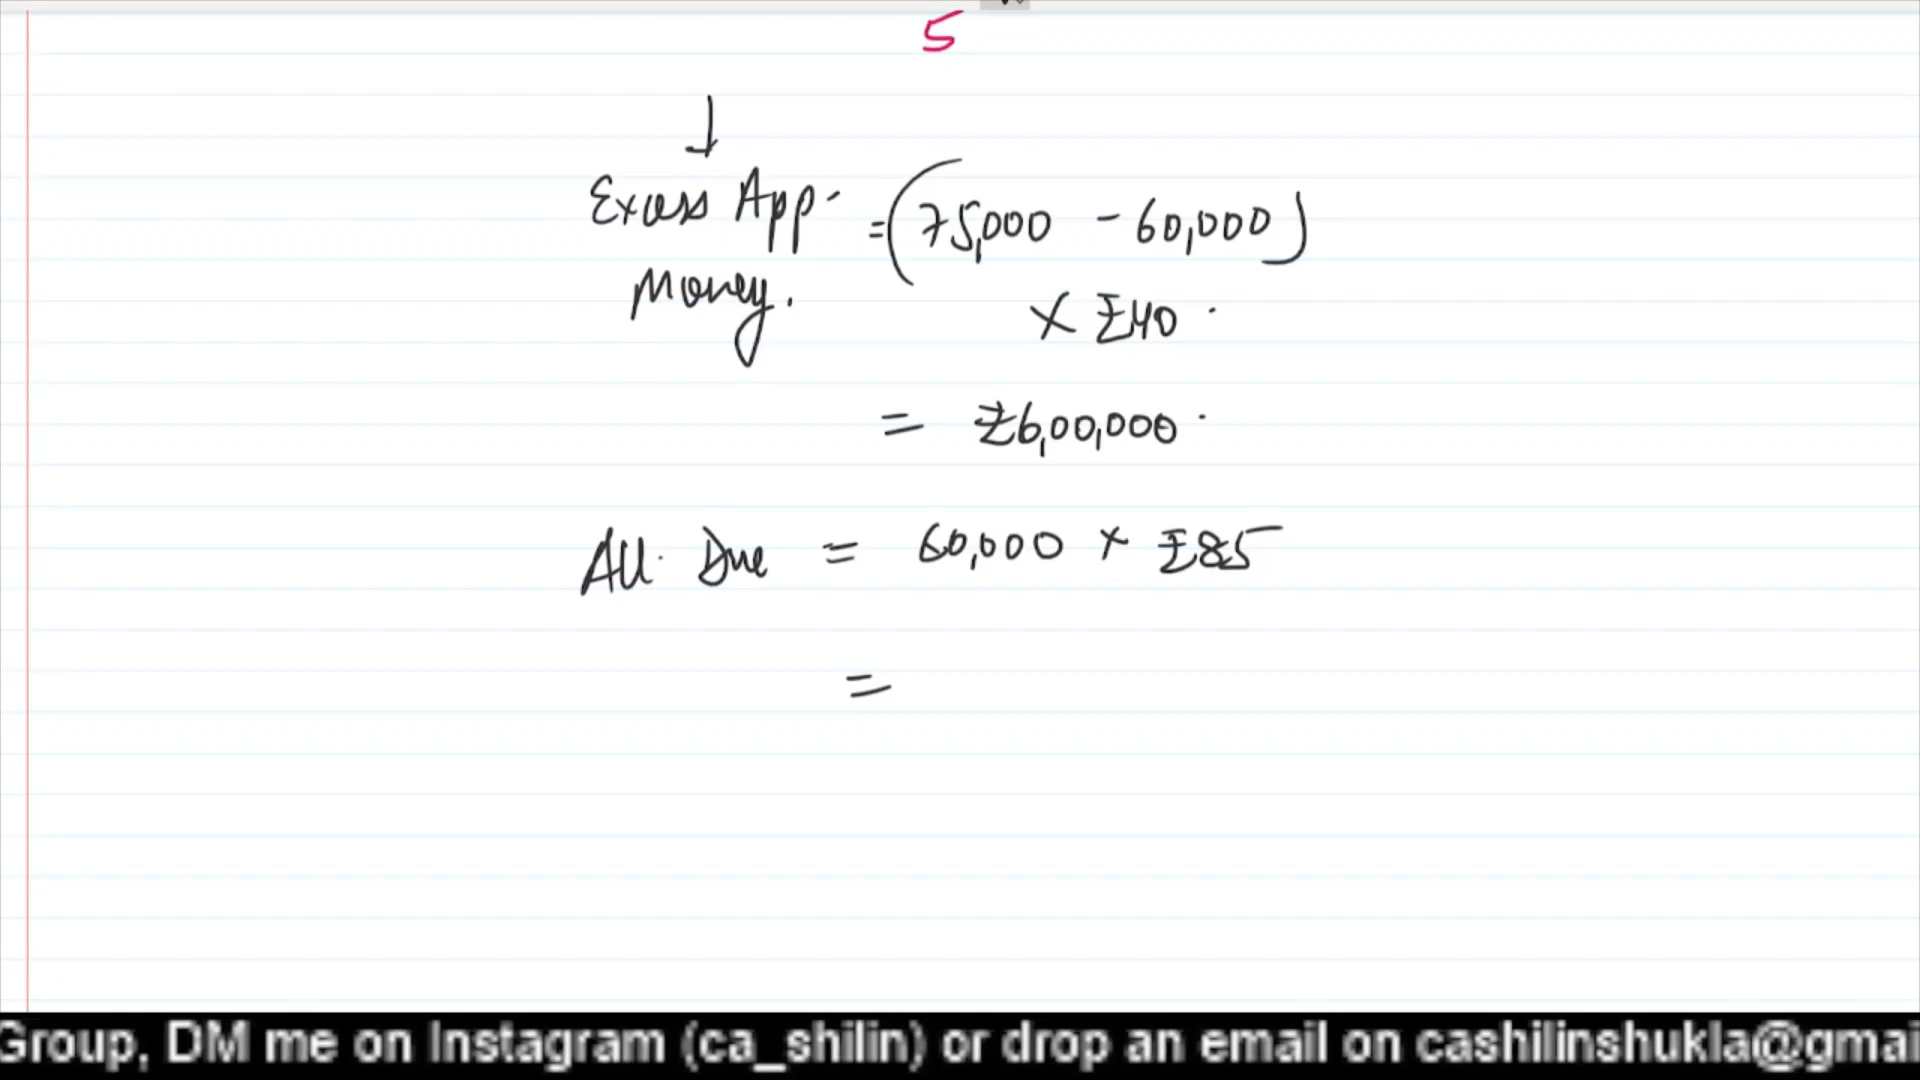 5
↓
Excess App. = (75,000 - 60,000)
Money. × ₹40.
= ₹6,00,000.
All. Due = 60,000 × ₹85
=
Group, DM me on Instagram (ca_shilin) or drop an email on cashilinshukla@gmai